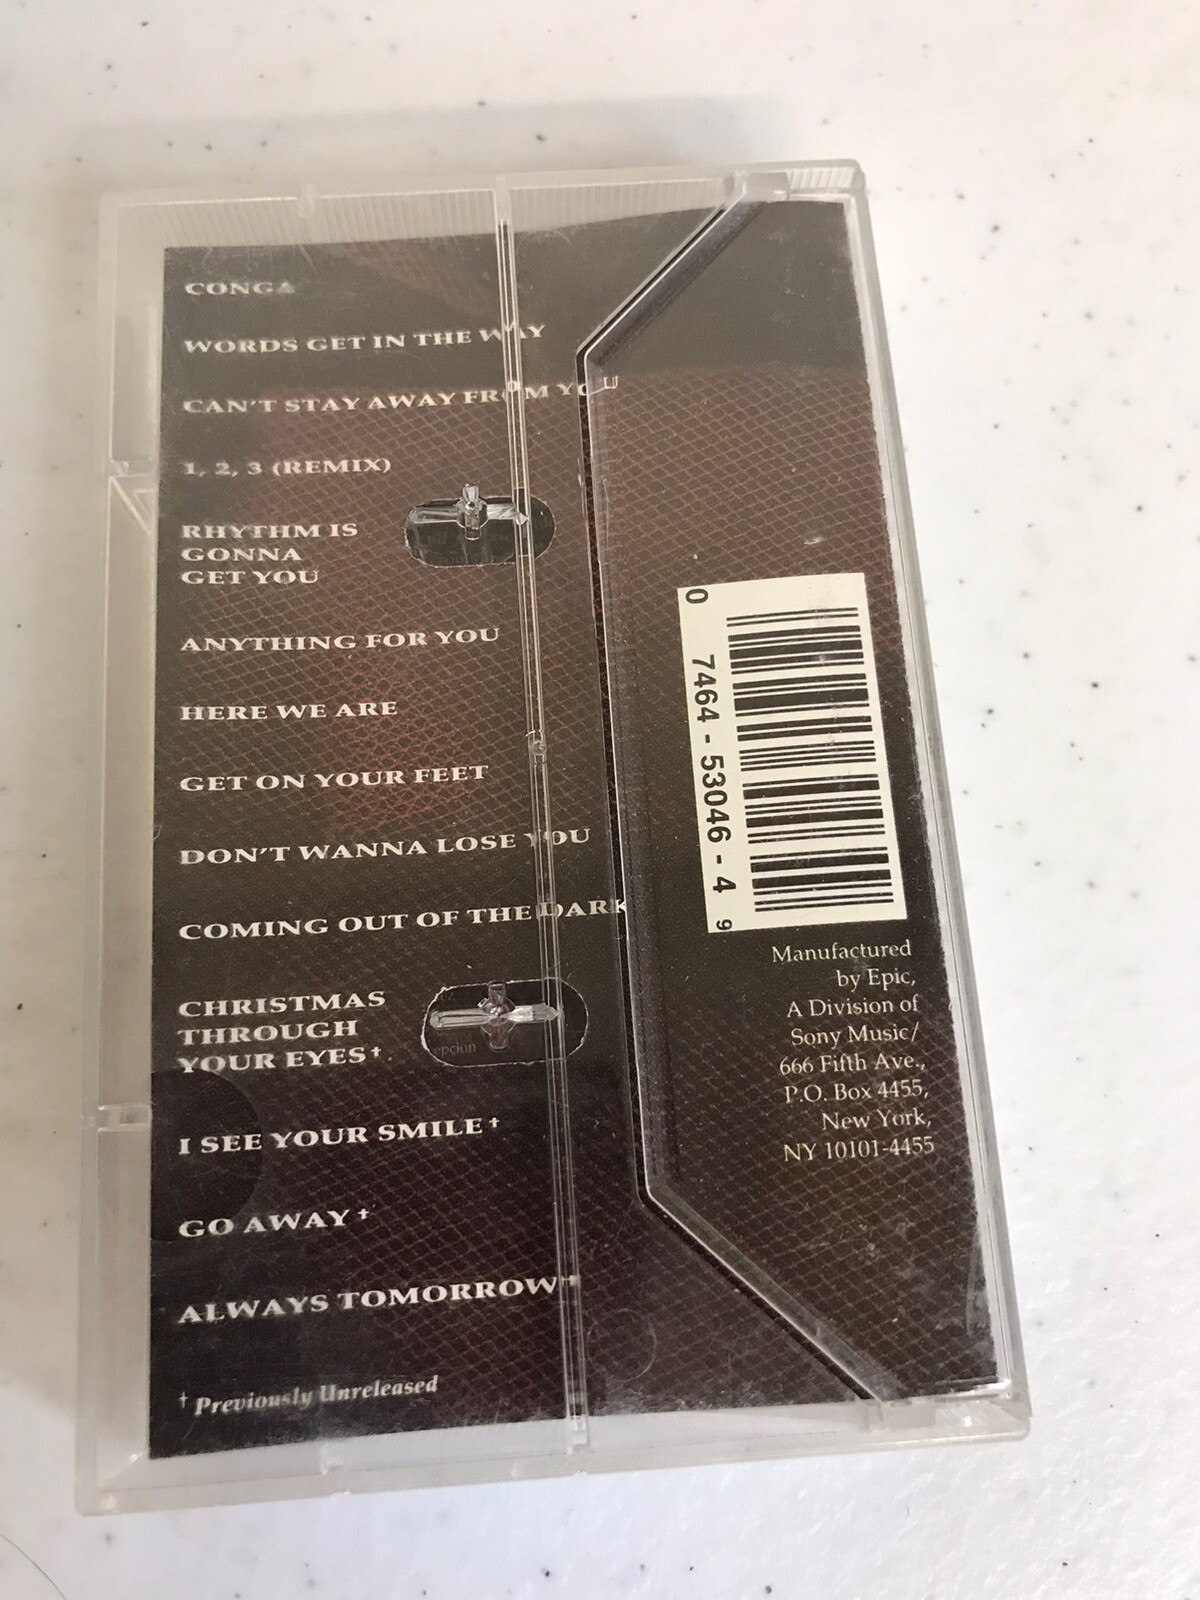 CONGA
WORDS GET IN THE WAY
CAN'T STAY AWAY FROM YOU
1, 2, 3 (REMIX)
RHYTHM IS
GONNA
GET YOU
ANYTHING FOR YOU
HERE WE ARE
GET ON YOUR FEET
DON'T WANNA LOSE YOU
COMING OUT OF THE DARK
CHRISTMAS
THROUGH
YOUR EYES†
I SEE YOUR SMILE†
GO AWAY†
ALWAYS TOMORROW†
† Previously Unreleased
0 7464-53046-4 9
Manufactured
by Epic,
A Division of
Sony Music/
666 Fifth Ave.,
P.O. Box 4455,
New York,
NY 10101-4455